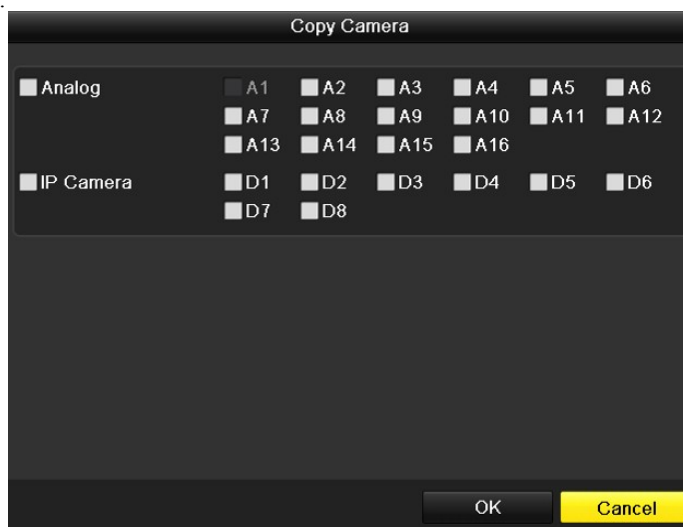 .
Copy Camera
Analog A1 A2 A3 A4 A5 A6
A7 A8 A9 A10 A11 A12
A13 A14 A15 A16
IP Camera D1 D2 D3 D4 D5 D6
D7 D8
OK Cancel